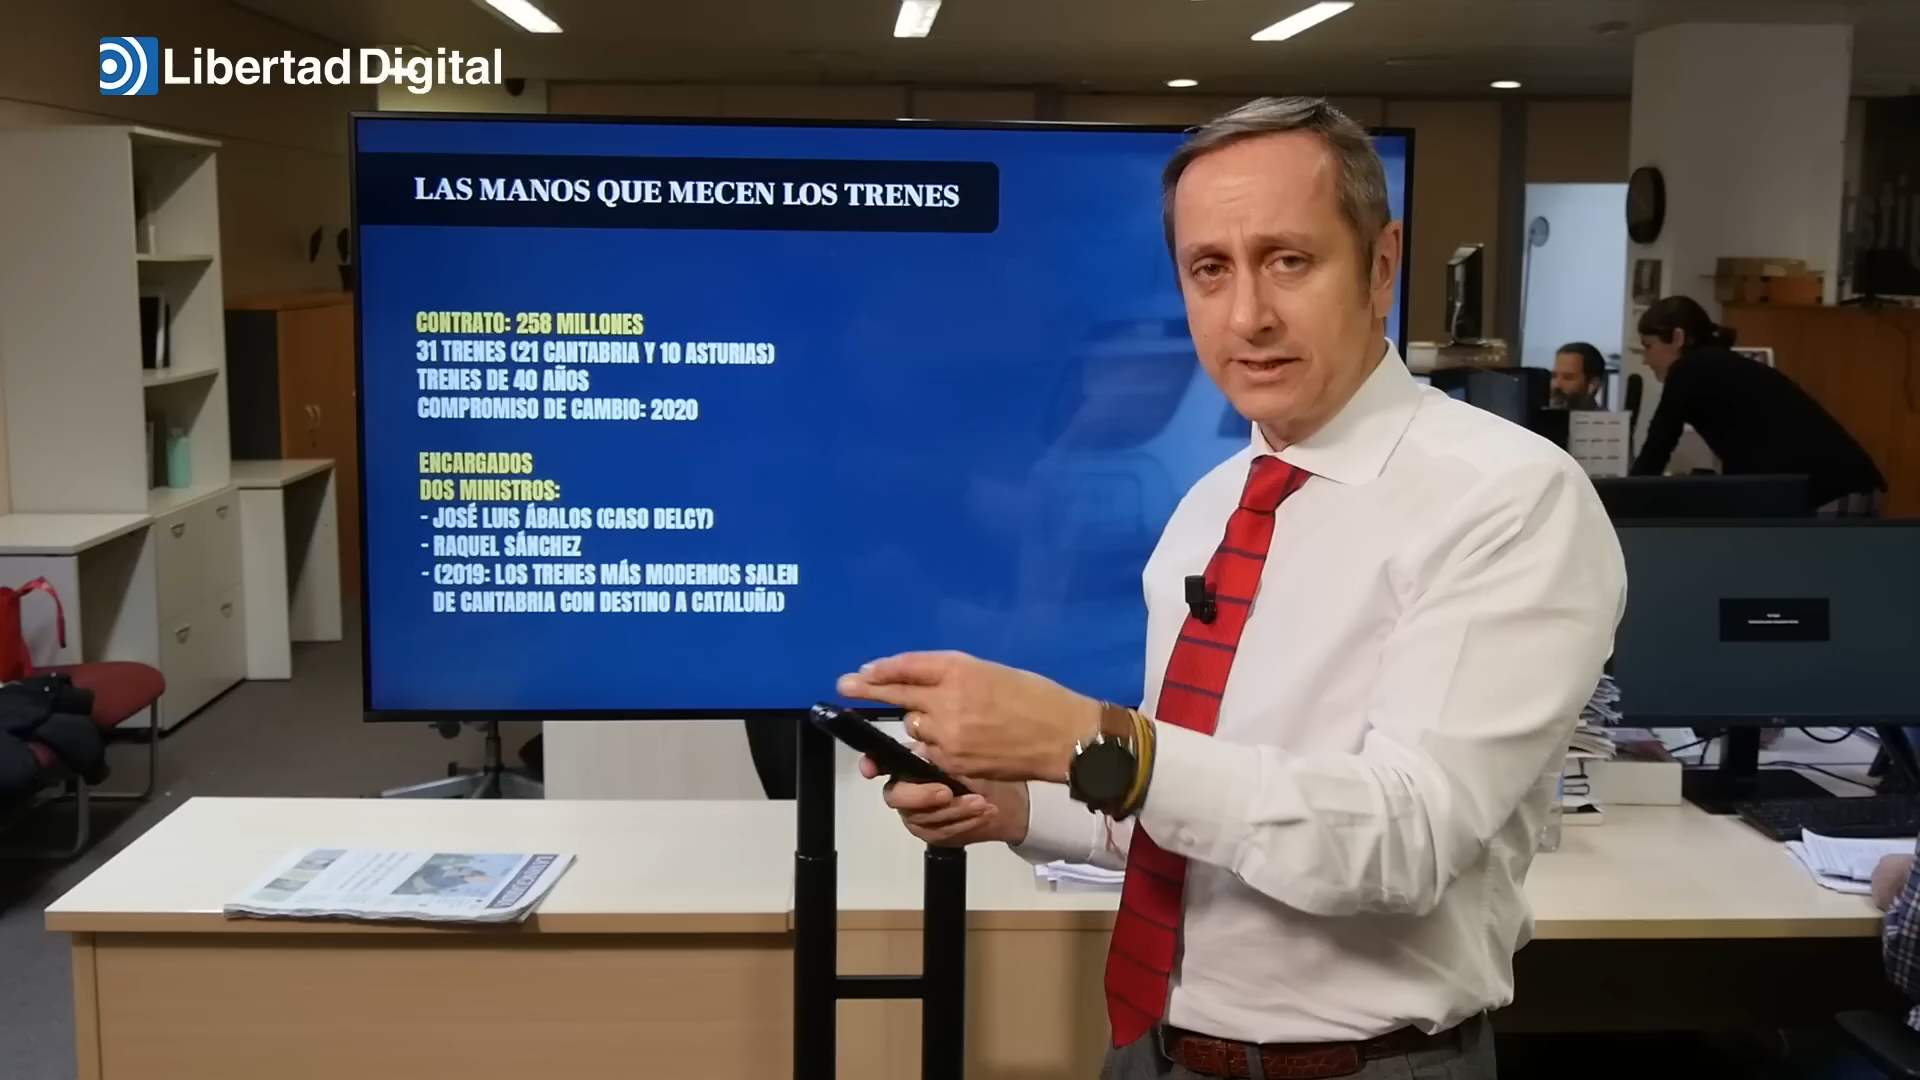 Libertad Digital
LAS MANOS QUE MECEN LOS TRENES
CONTRATO: 258 MILLONES
31 TRENES (21 CANTABRIA Y 10 ASTURIAS)
TRENES DE 40 AÑOS
COMPROMISO DE CAMBIO: 2020
ENCARGADOS
DOS MINISTROS:
- JOSÉ LUIS ÁBALOS (CASO DELCY)
- RAQUEL SÁNCHEZ
- (2019: LOS TRENES MÁS MODERNOS SALEN
DE CANTABRIA CON DESTINO A CATALUÑA)